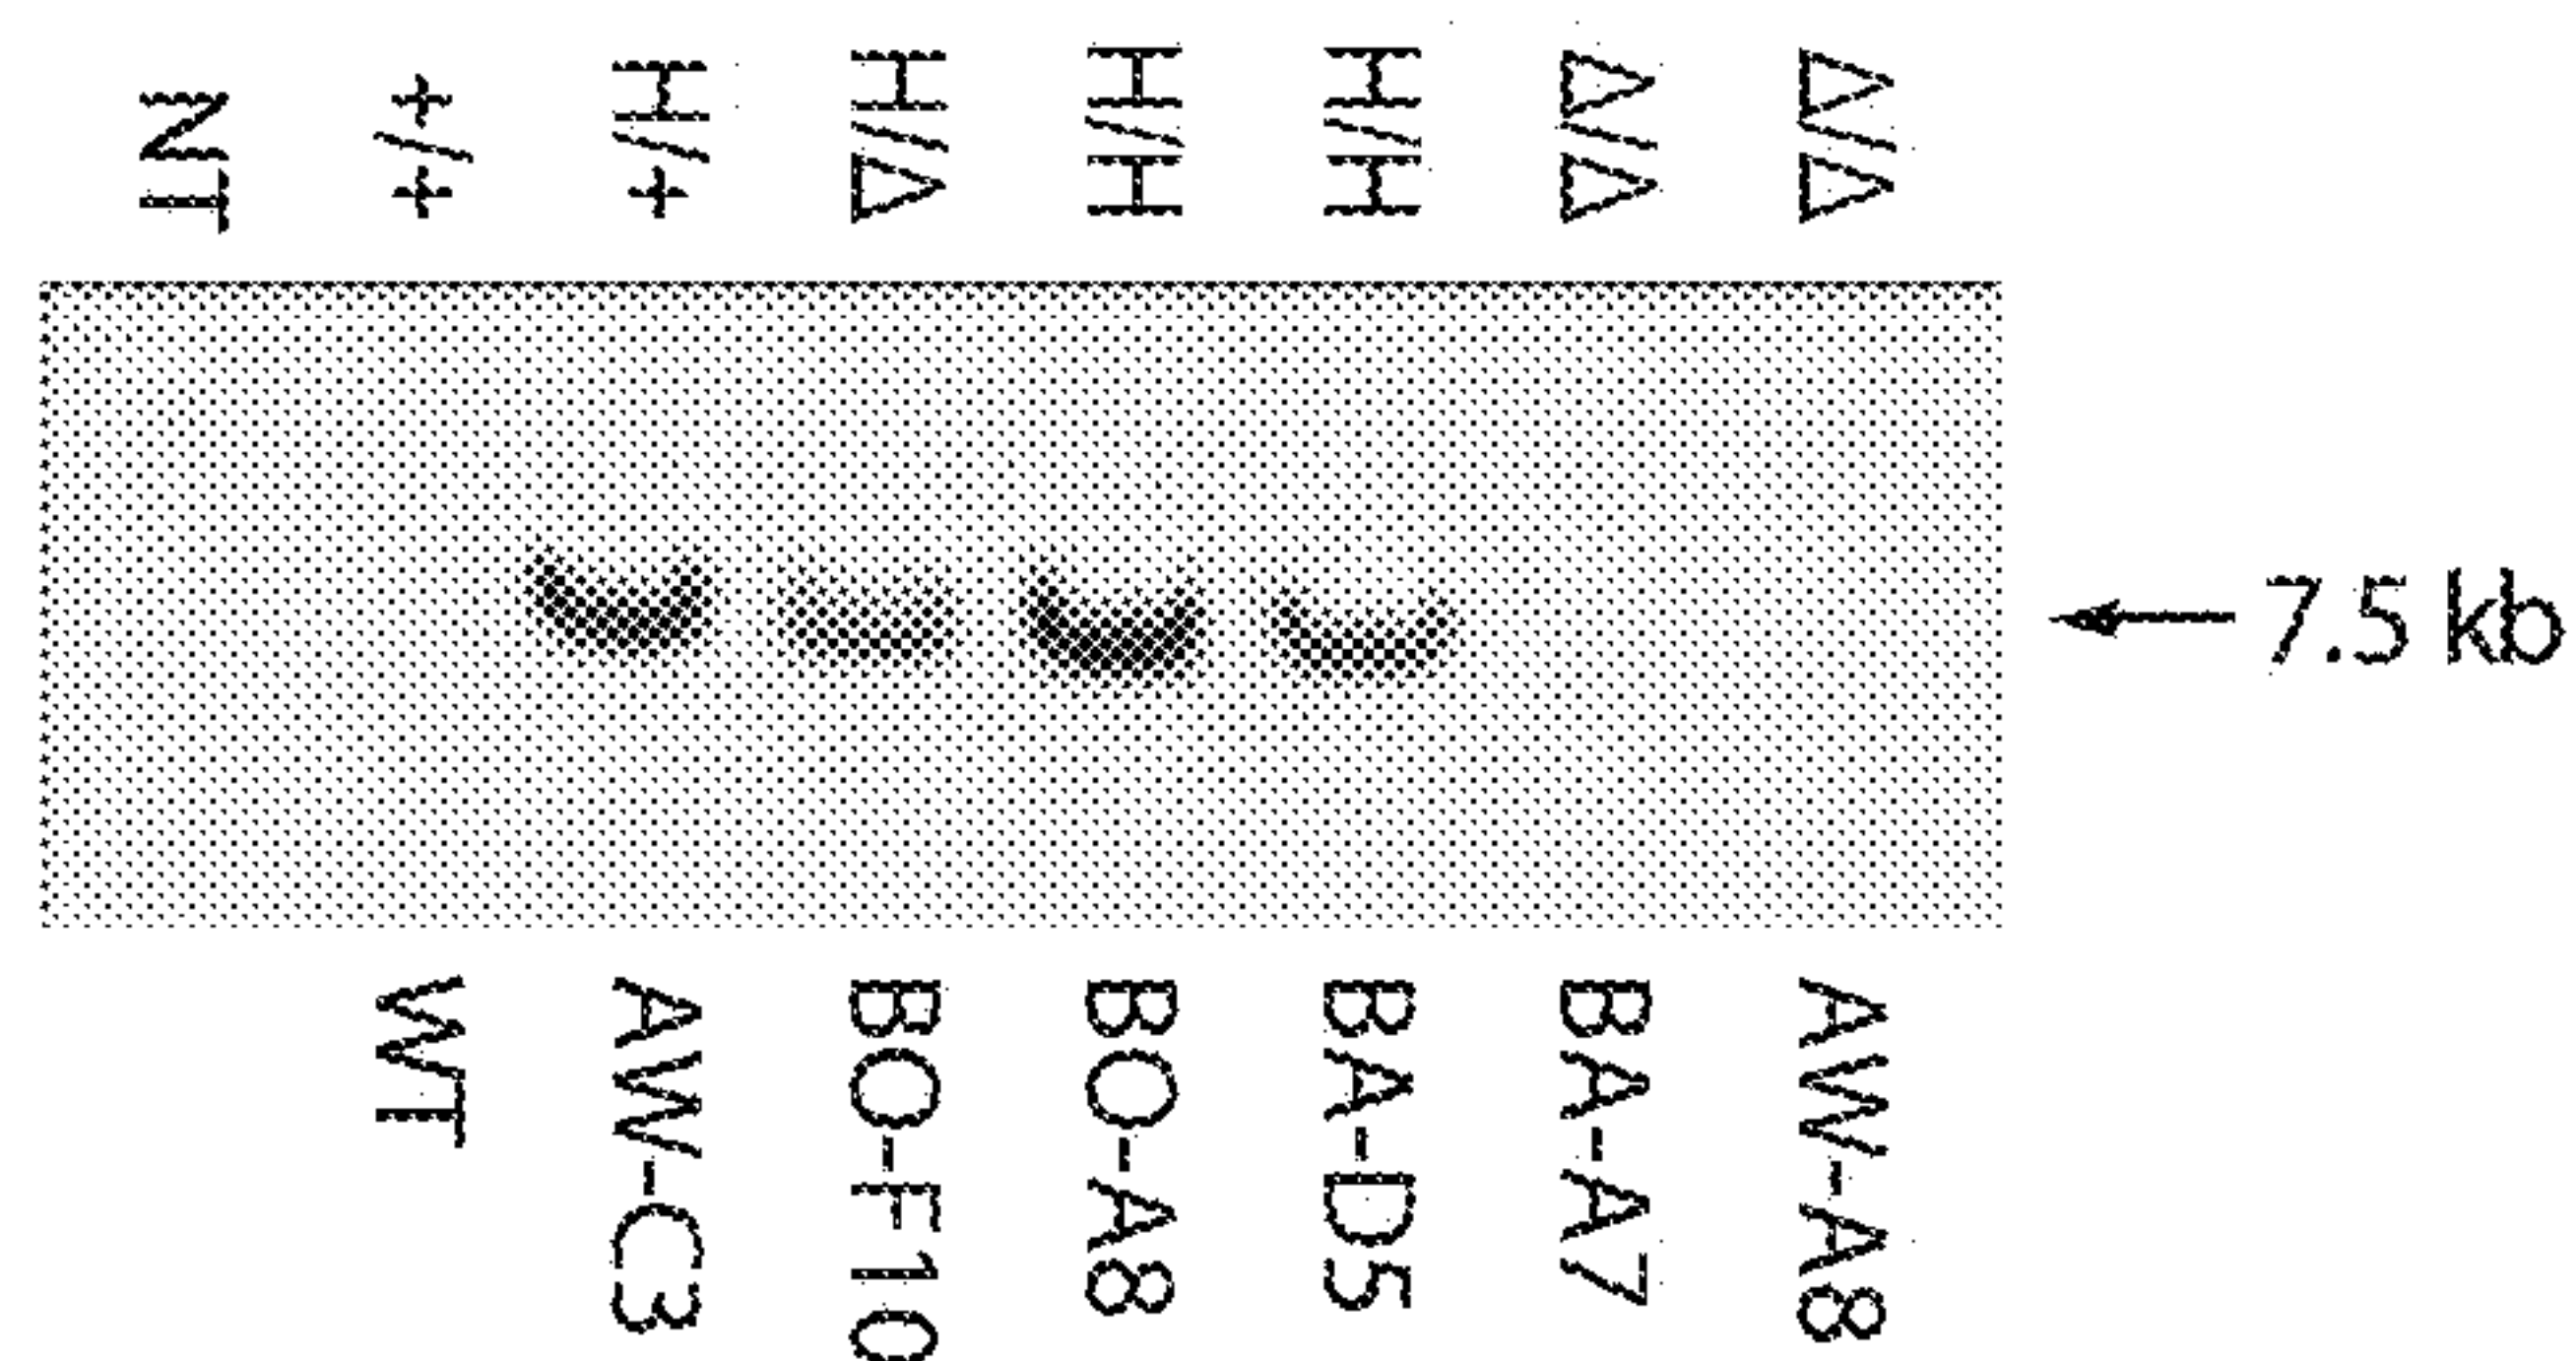 NT
+/+
H/+
H/Δ
H/H
H/H
Δ/Δ
Δ/Δ
7.5 kb
WT
AW-C3
BO-F10
BO-A8
BA-D5
BA-A7
AW-A8